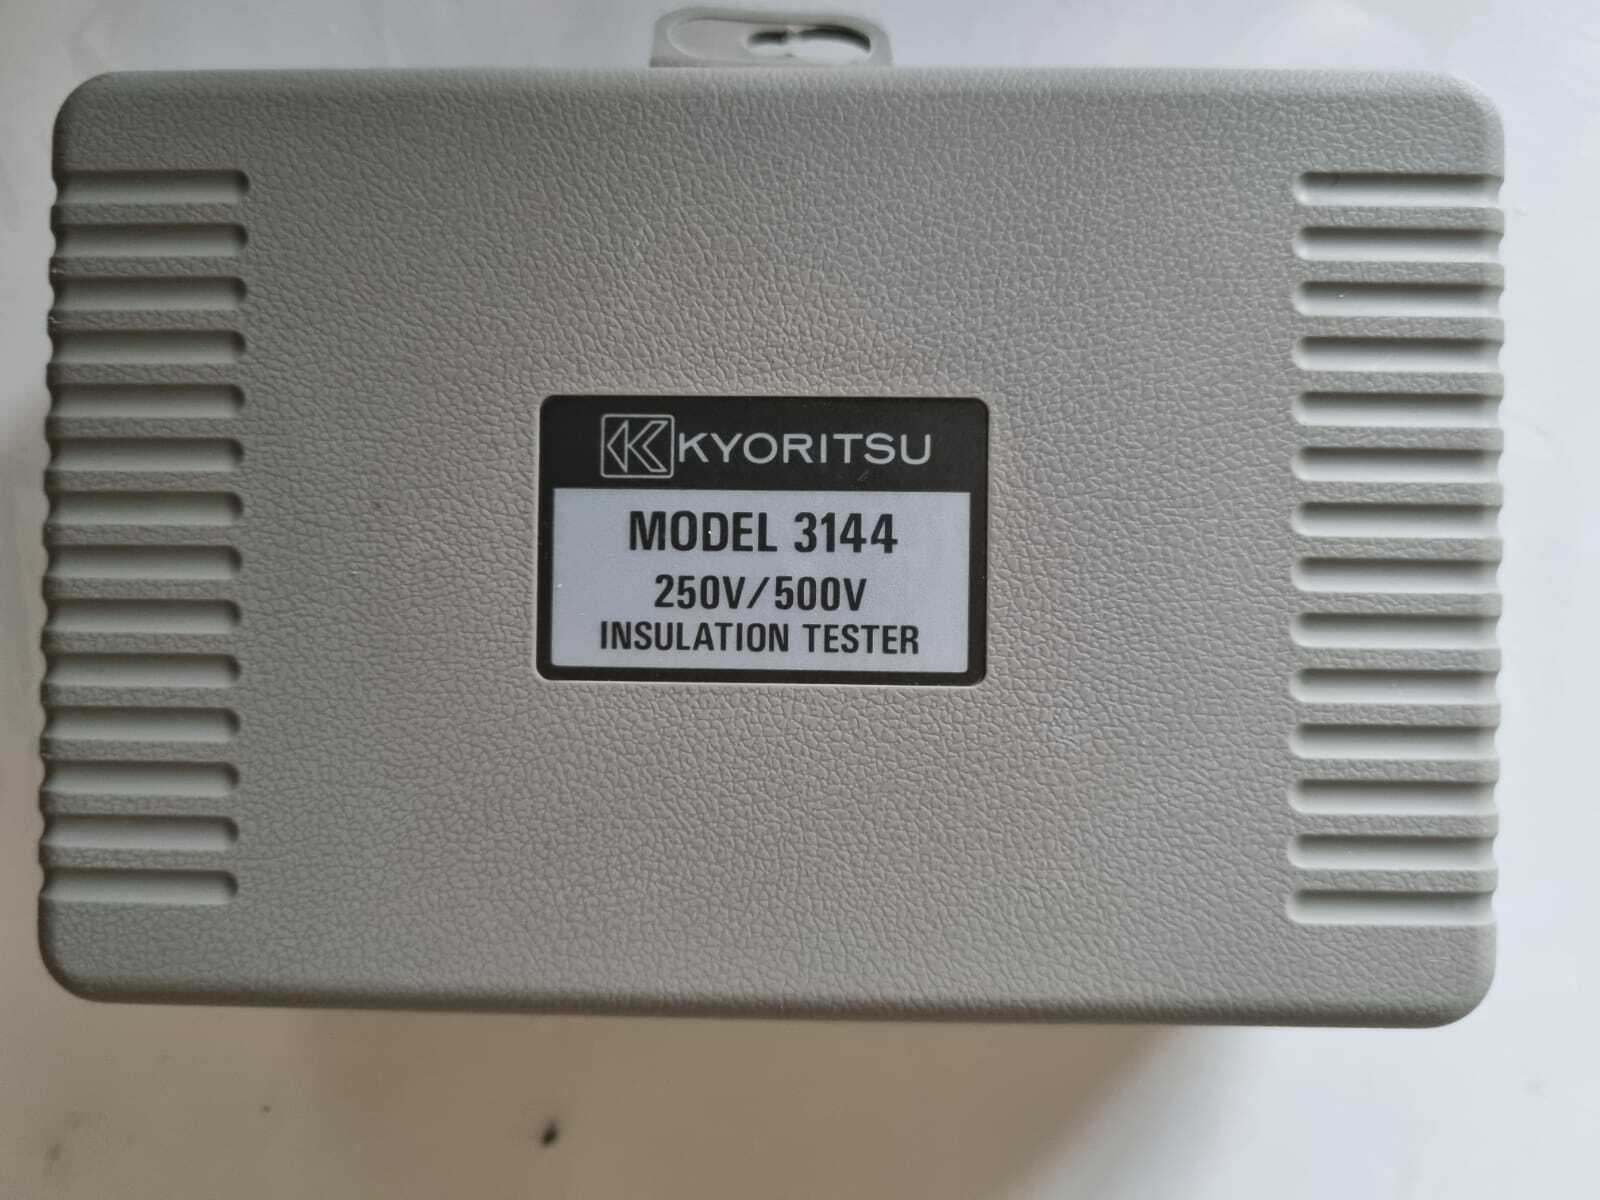 KYORITSU
MODEL 3144
250V/500V
INSULATION TESTER